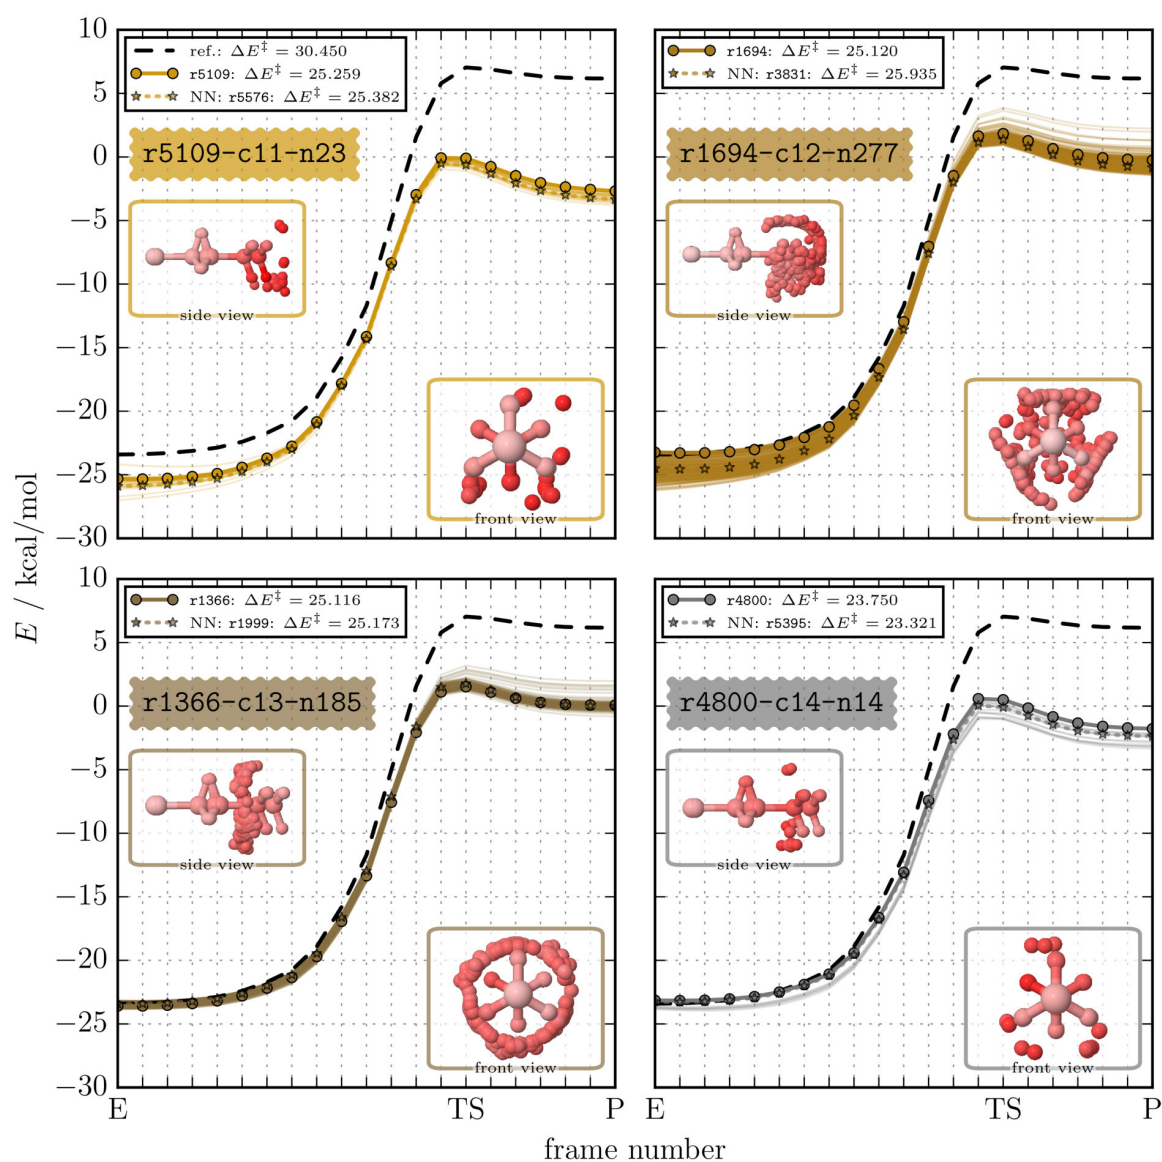 10
5
0
−5
−10
−15
−20
−25
−30
ref.: ΔE‡ = 30.450
r5109: ΔE‡ = 25.259
NN: r5576: ΔE‡ = 25.382
r5109-c11-n23
side view
front view
r1694: ΔE‡ = 25.120
NN: r3831: ΔE‡ = 25.935
r1694-c12-n277
side view
front view
E / kcal/mol
10
5
0
−5
−10
−15
−20
−25
−30
r1366: ΔE‡ = 25.116
NN: r1999: ΔE‡ = 25.173
r1366-c13-n185
side view
front view
r4800: ΔE‡ = 23.750
NN: r5395: ΔE‡ = 23.321
r4800-c14-n14
side view
front view
E TS P
E TS P
frame number